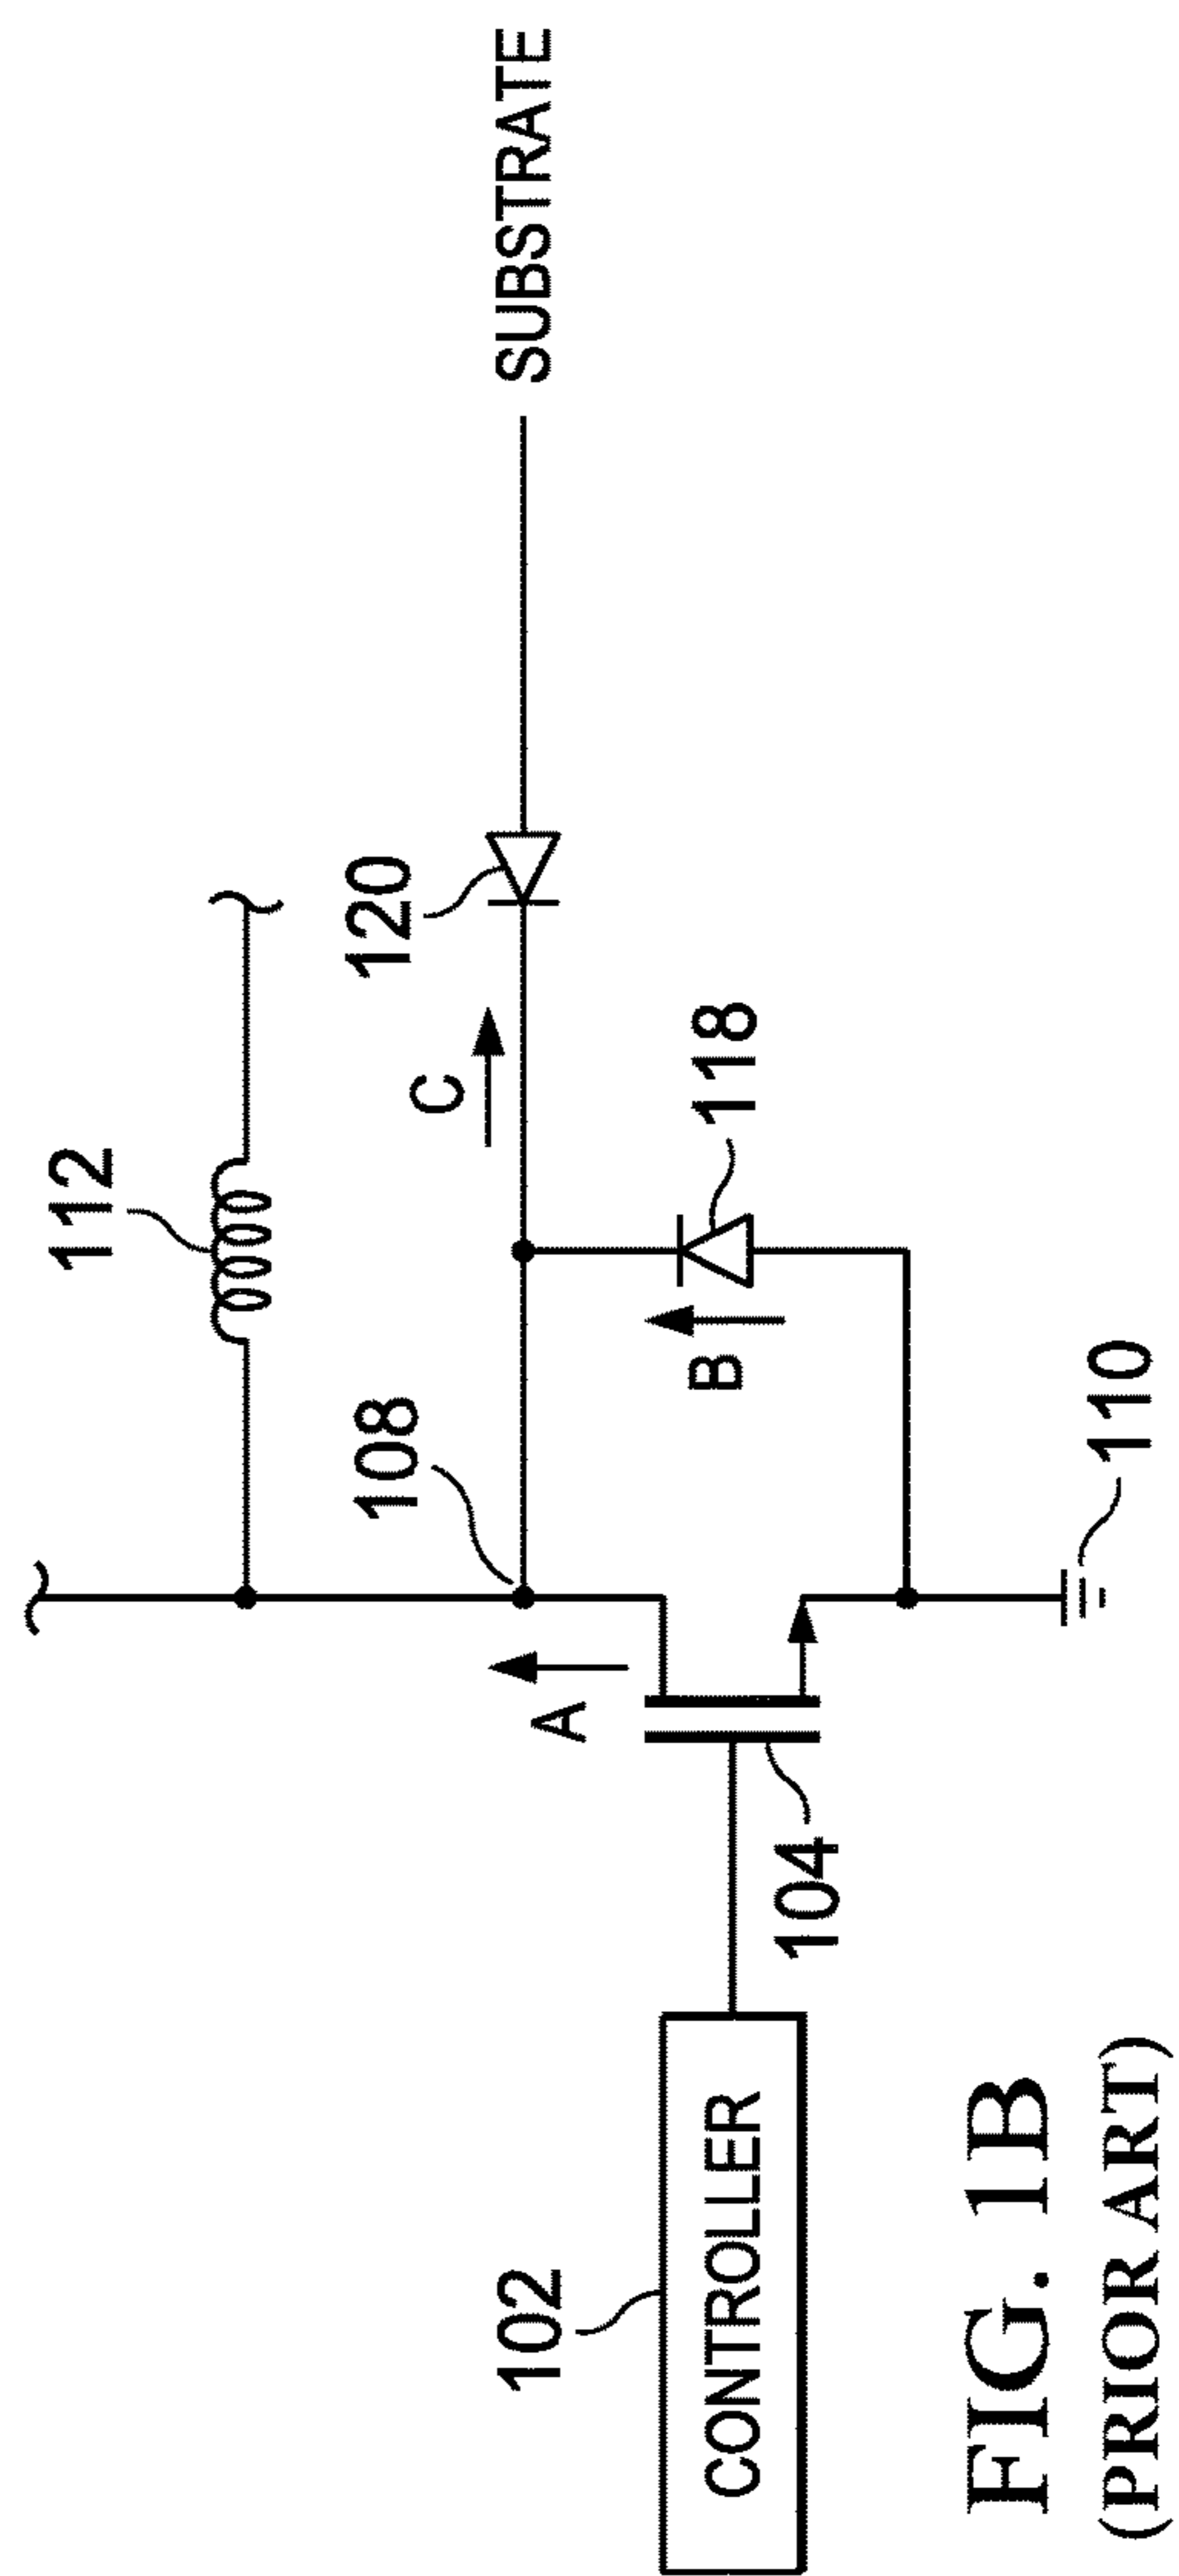 112
108
C
120
SUBSTRATE
A
102
CONTROLLER
104
B
118
110
FIG. 1B
(PRIOR ART)